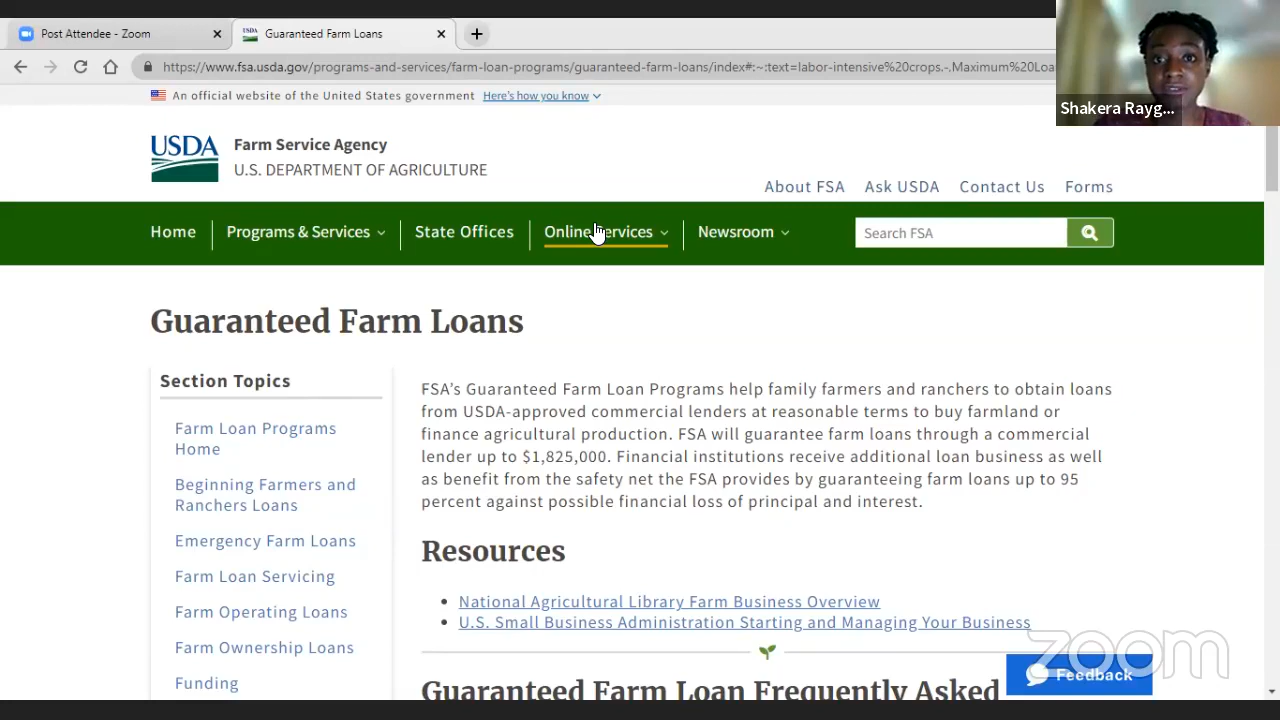 Post Attendee - Zoom
Guaranteed Farm Loans
https://www.fsa.usda.gov/programs-and-services/farm-loan-programs/guaranteed-farm-loans/index#:~:text=labor-intensive%20crops.-,Maximum%20Loa
An official website of the United States government Here's how you know
Shakera Rayg...
USDA
Farm Service Agency
U.S. DEPARTMENT OF AGRICULTURE
About FSA Ask USDA Contact Us Forms
Home Programs & Services State Offices Online Services Newsroom Search FSA
Guaranteed Farm Loans
Section Topics
Farm Loan Programs
Home
Beginning Farmers and
Ranchers Loans
Emergency Farm Loans
Farm Loan Servicing
Farm Operating Loans
Farm Ownership Loans
Funding
FSA's Guaranteed Farm Loan Programs help family farmers and ranchers to obtain loans
from USDA-approved commercial lenders at reasonable terms to buy farmland or
finance agricultural production. FSA will guarantee farm loans through a commercial
lender up to $1,825,000. Financial institutions receive additional loan business as well
as benefit from the safety net the FSA provides by guaranteeing farm loans up to 95
percent against possible financial loss of principal and interest.
Resources
• National Agricultural Library Farm Business Overview
• U.S. Small Business Administration Starting and Managing Your Business
Guaranteed Farm Loan Frequently Asked
Feedback
zoom